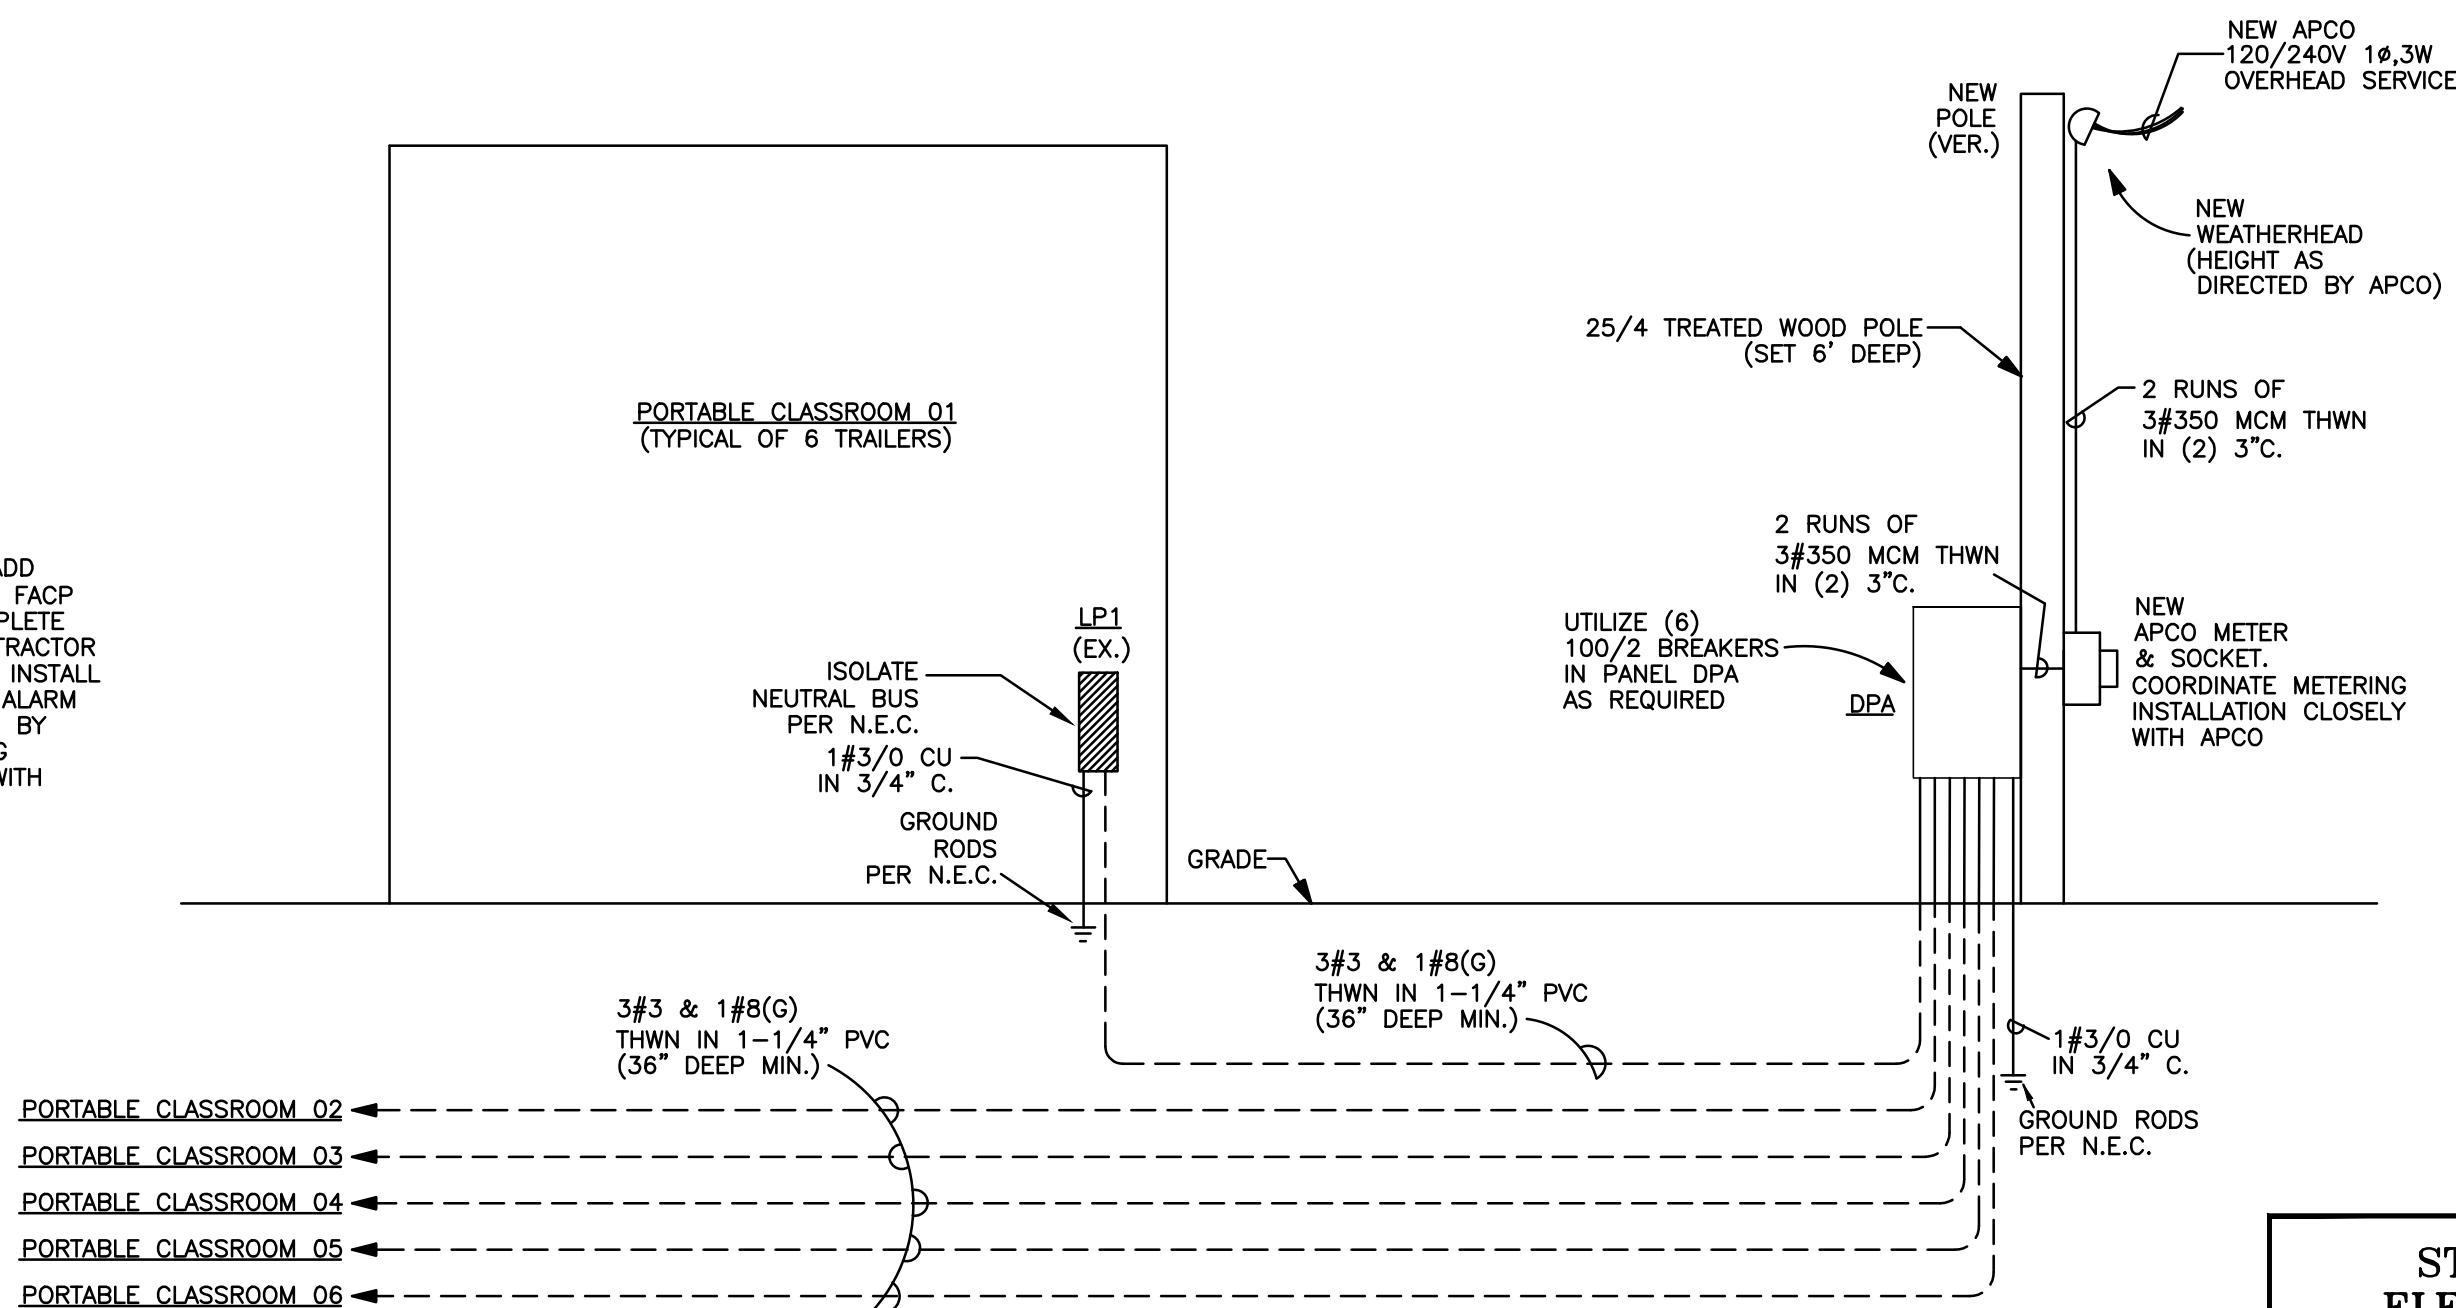 NEW APCO
120/240V 1ø,3W
OVERHEAD SERVICE
NEW
POLE
(VER.)
NEW
WEATHERHEAD
(HEIGHT AS
DIRECTED BY APCO)
25/4 TREATED WOOD POLE
(SET 6' DEEP)
2 RUNS OF
3#350 MCM THWN
IN (2) 3"C.
PORTABLE CLASSROOM 01
(TYPICAL OF 6 TRAILERS)
2 RUNS OF
3#350 MCM THWN
IN (2) 3"C.
ADD
FACP
PLETE
TRACTOR
INSTALL
ALARM
BY
G
WITH
LP1
(EX.)
ISOLATE
NEUTRAL BUS
PER N.E.C.
1#3/0 CU
IN 3/4" C.
GROUND
RODS
PER N.E.C.
UTILIZE (6)
100/2 BREAKERS
IN PANEL DPA
AS REQUIRED
DPA
NEW
APCO METER
& SOCKET.
COORDINATE METERING
INSTALLATION CLOSELY
WITH APCO
GRADE
3#3 & 1#8(G)
THWN IN 1-1/4" PVC
(36" DEEP MIN.)
3#3 & 1#8(G)
THWN IN 1-1/4" PVC
(36" DEEP MIN.)
1#3/0 CU
IN 3/4" C.
GROUND RODS
PER N.E.C.
PORTABLE CLASSROOM 02
PORTABLE CLASSROOM 03
PORTABLE CLASSROOM 04
PORTABLE CLASSROOM 05
PORTABLE CLASSROOM 06
ST